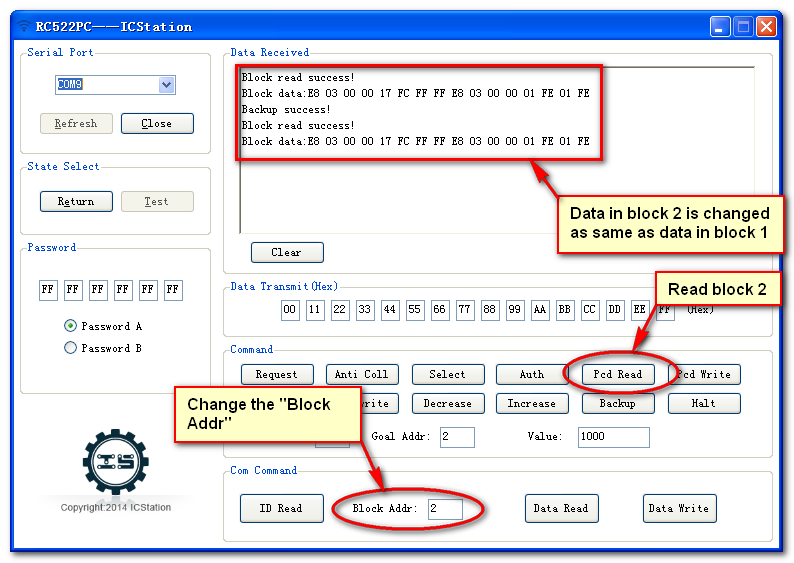 RC522PC——ICStation
Serial Port
COM9
Refresh
Close
State Select
Return
Test
Password
FF FF FF FF FF FF
Password A
Password B
TS
Copyright:2014 ICStation
Data Received
Block read success!
Block data:E8 03 00 00 17 FC FF FF E8 03 00 00 01 FE 01 FE
Backup success!
Block read success!
Block data:E8 03 00 00 17 FC FF FF E8 03 00 00 01 FE 01 FE
Data in block 2 is changed
as same as data in block 1
Clear
Data Transmit(Hex)
Read block 2
00 11 22 33 44 55 66 77 88 99 AA BB CC DD EE FF (Hex)
Command
Request Anti Coll Select Auth Pcd Read Pcd Write
Decrease Increase Backup Halt
Change the "Block
Addr"
Goal Addr: 2 Value: 1000
Com Command
ID Read Block Addr: 2 Data Read Data Write